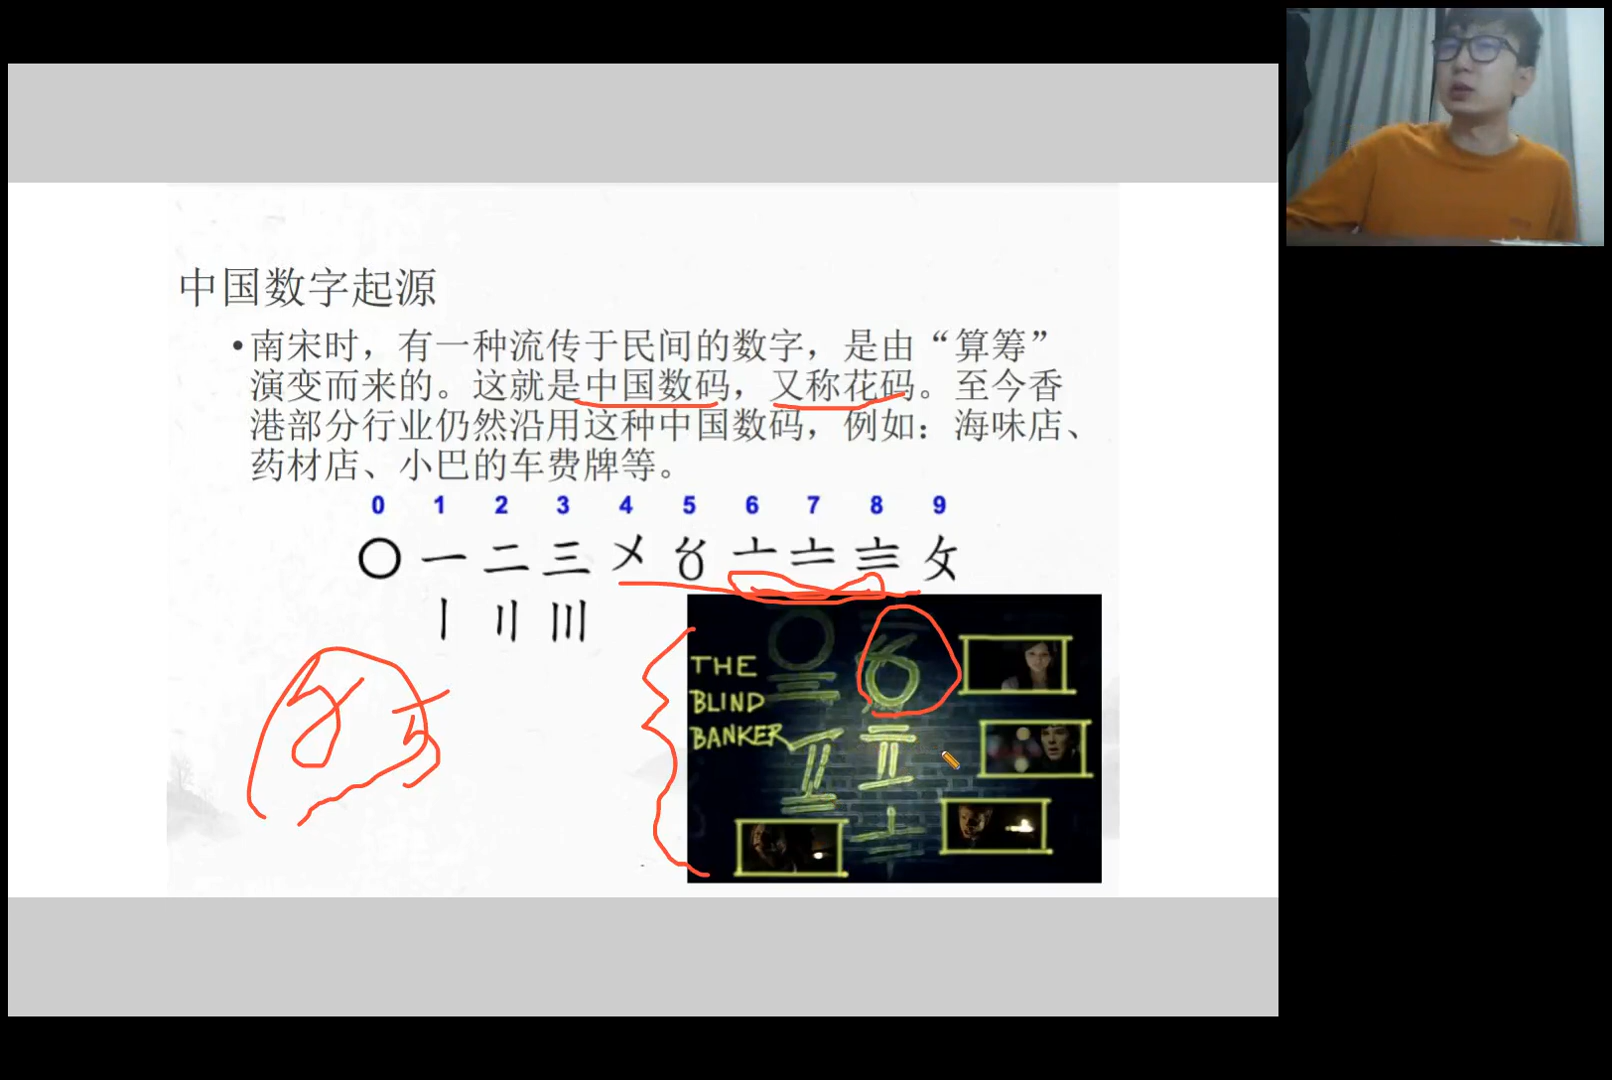 中国数字起源
•南宋时，有一种流传于民间的数字，是由“算筹”
演变而来的。这就是中国数码，又称花码。至今香
港部分行业仍然沿用这种中国数码，例如：海味店、
药材店、小巴的车费牌等。
0 1 2 3 4 5 6 7 8 9
〇 一 二 三 〤 〥 〦 〧 〨 〩
〡 〢 〣
THE
BLIND
BANKER